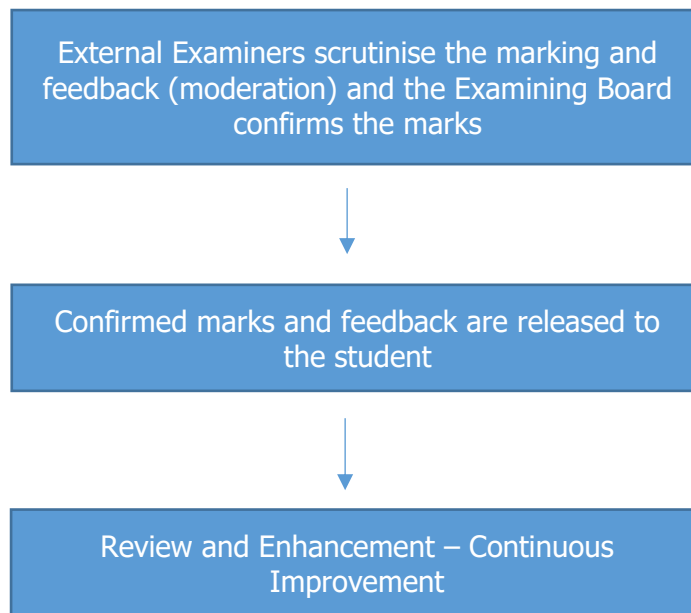 External Examiners scrutinise the marking and
feedback (moderation) and the Examining Board
confirms the marks
Confirmed marks and feedback are released to
the student
Review and Enhancement – Continuous
Improvement